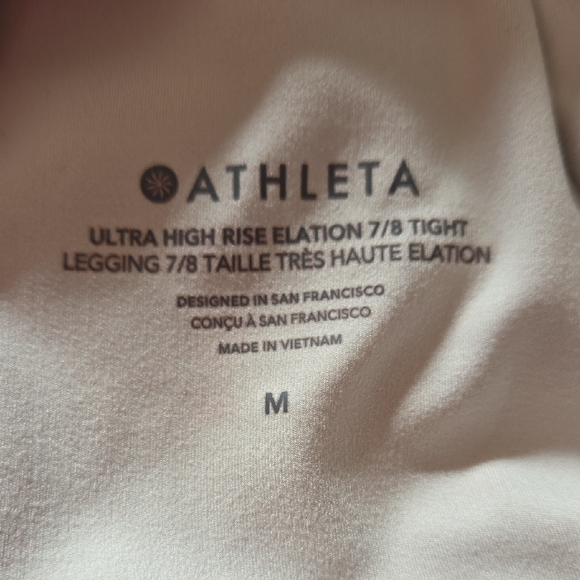 ATHLETA
ULTRA HIGH RISE ELATION 7/8 TIGHT
LEGGING 7/8 TAILLE TRÈS HAUTE ELATION
DESIGNED IN SAN FRANCISCO
CONÇU À SAN FRANCISCO
MADE IN VIETNAM
M